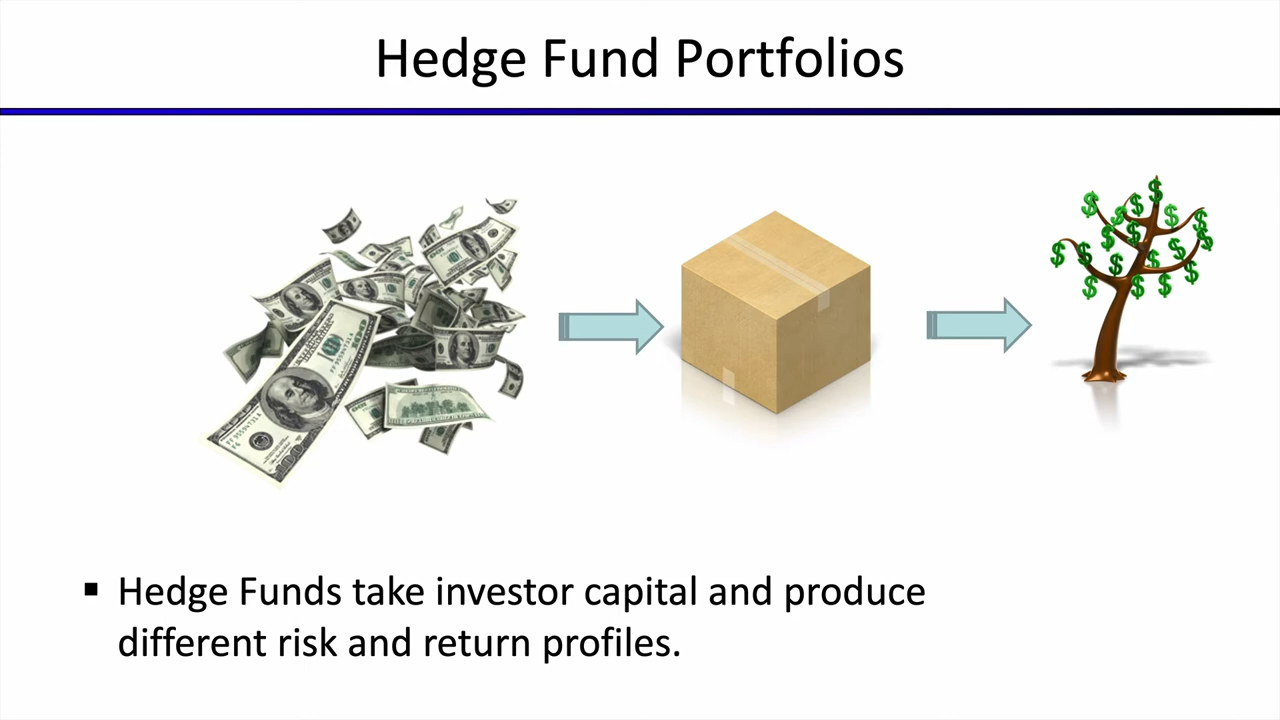 Hedge Fund Portfolios
▪ Hedge Funds take investor capital and produce
different risk and return profiles.